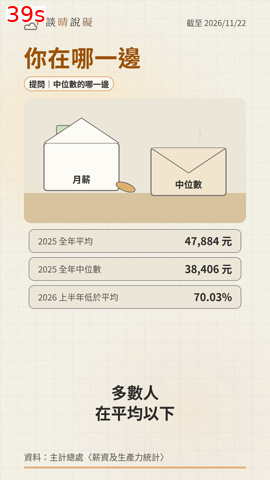 39s
談晴說礙
截至 2026/11/22
你在哪一邊
提問｜中位數的哪一邊
月薪
中位數
2025 全年平均 47,884 元
2025 全年中位數 38,406 元
2026 上半年低於平均 70.03%
多數人
在平均以下
資料：主計總處〈薪資及生產力統計〉